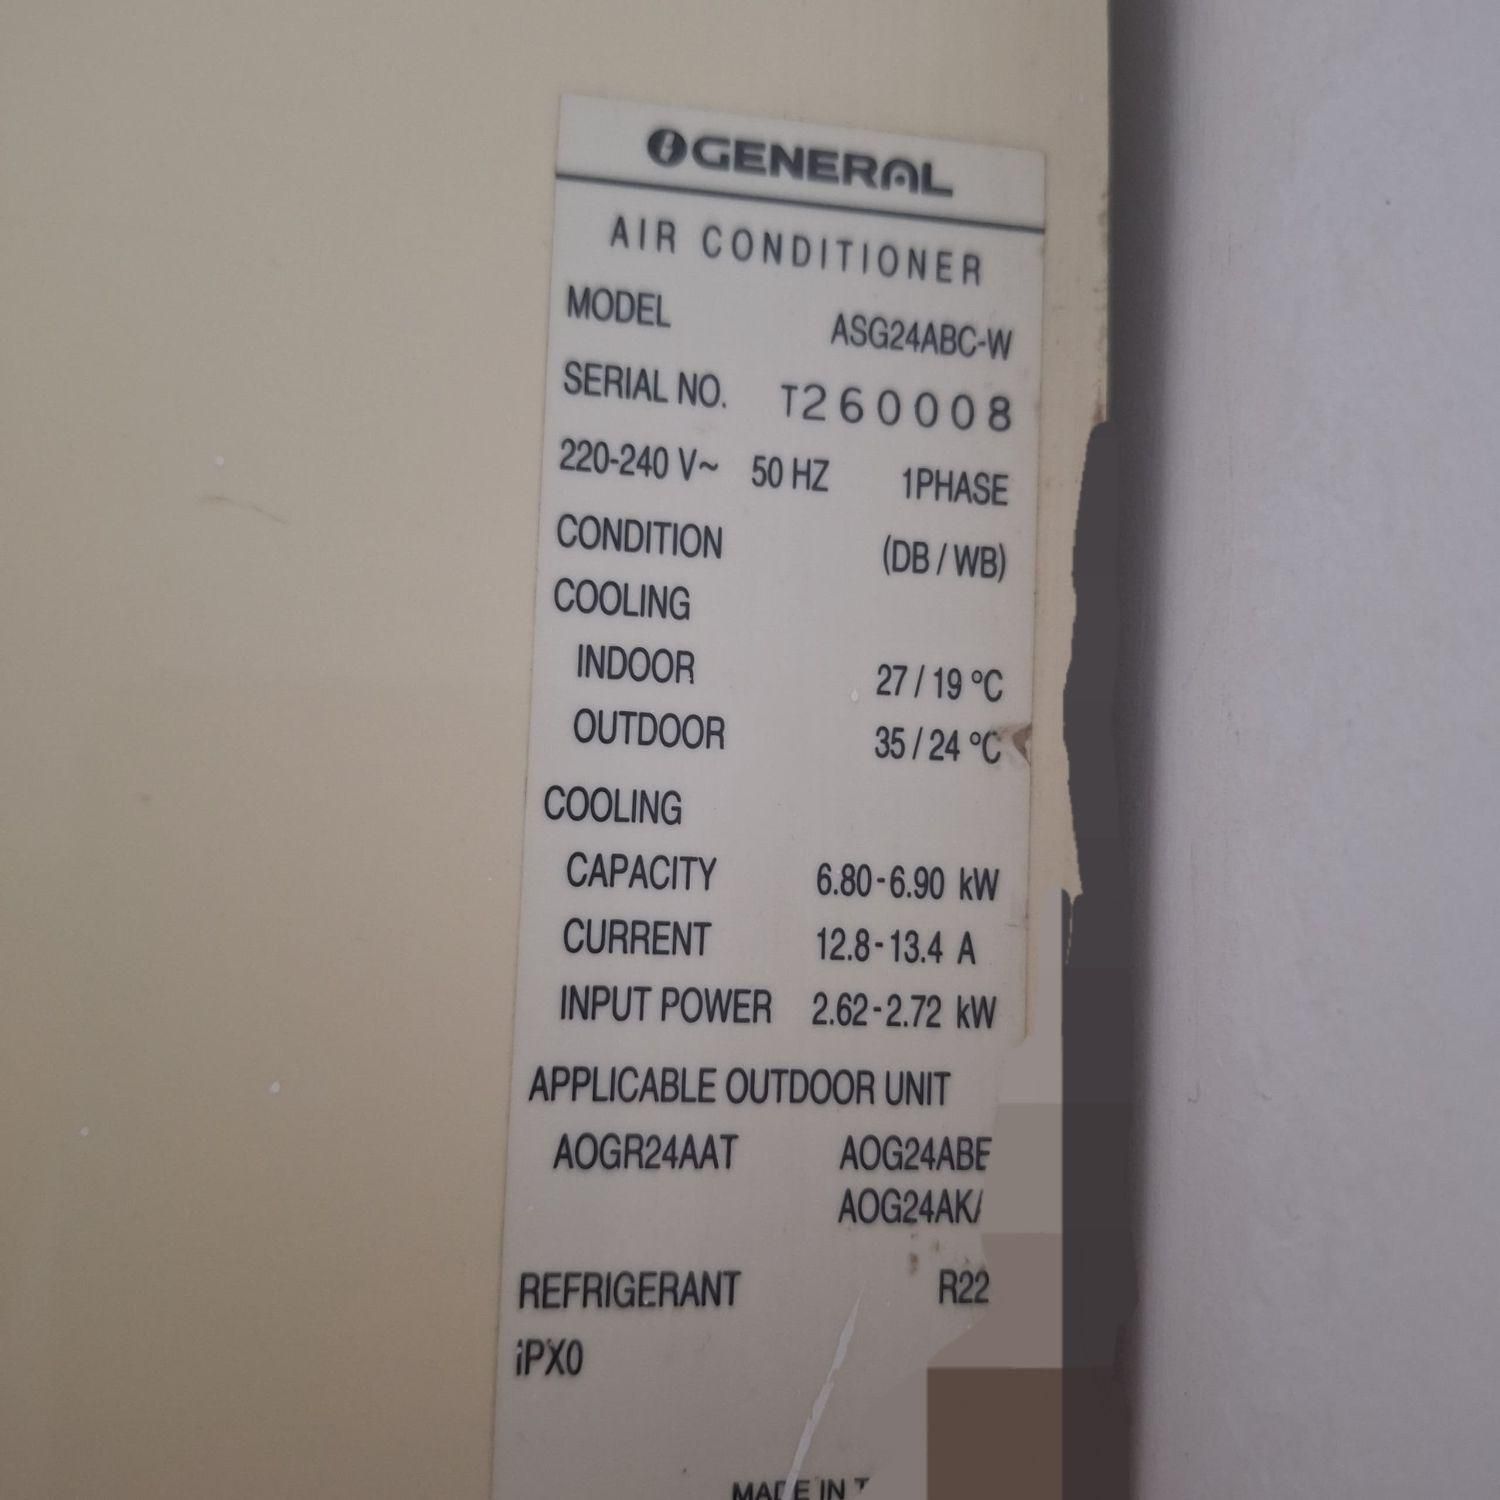 GENERAL
AIR CONDITIONER
MODEL ASG24ABC-W
SERIAL NO. T260008
220-240 V~ 50 HZ 1PHASE
CONDITION (DB / WB)
COOLING
INDOOR 27 / 19 °C
OUTDOOR 35 / 24 °C
COOLING
CAPACITY 6.80-6.90 kW
CURRENT 12.8-13.4 A
INPUT POWER 2.62-2.72 kW
APPLICABLE OUTDOOR UNIT
AOGR24AAT
REFRIGERANT R22
iPX0
MADE IN